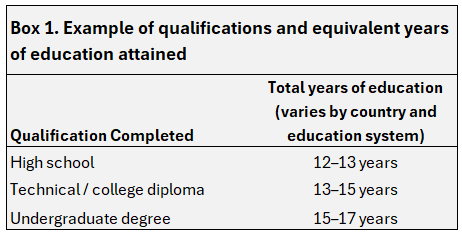 Box 1. Example of qualifications and equivalent years
of education attained
Total years of education
(varies by country and
Qualification Completed education system)
High school 12–13 years
Technical / college diploma 13–15 years
Undergraduate degree 15–17 years